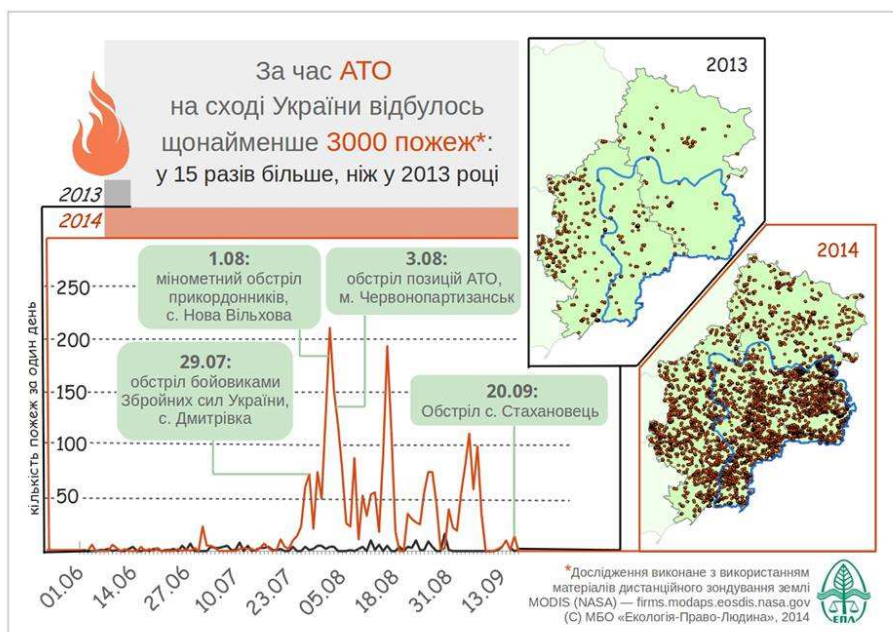 За час АТО
на сході України відбулось
щонайменше 3000 пожеж*:
у 15 разів більше, ніж у 2013 році
2013
2014
2013
2014
кількість пожеж за один день
250
200
150
100
50
1.08:
мінометний обстріл
прикордонників,
с. Нова Вільхова
3.08:
обстріл позицій АТО,
м. Червонопартизанськ
29.07:
обстріл бойовиками
Збройних сил України,
с. Дмитрівка
20.09:
Обстріл с. Стахановець
01.06
14.06
27.06
10.07
23.07
05.08
18.08
31.08
13.09
*Дослідження виконане з використанням
матеріалів дистанційного зондування землі
MODIS (NASA) — firms.modaps.eosdis.nasa.gov
(C) МБО «Екологія-Право-Людина», 2014
ЕПЛ